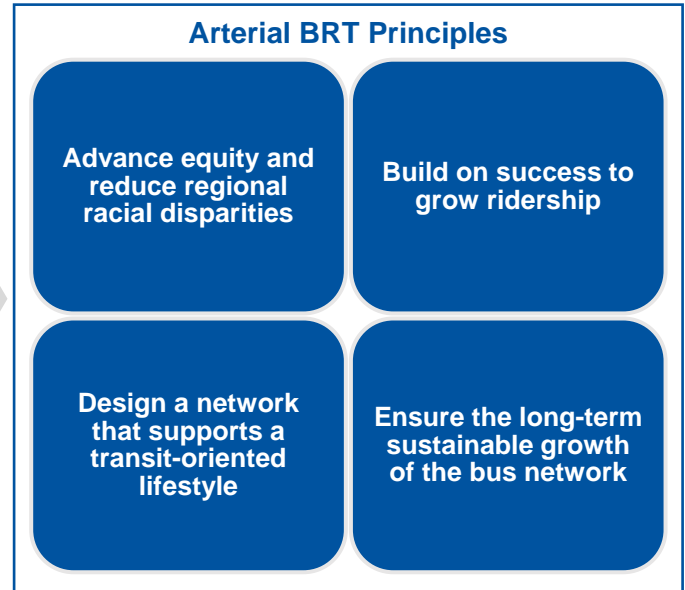 Arterial BRT Principles
Advance equity and
reduce regional
racial disparities
Build on success to
grow ridership
Design a network
that supports a
transit-oriented
lifestyle
Ensure the long-term
sustainable growth
of the bus network